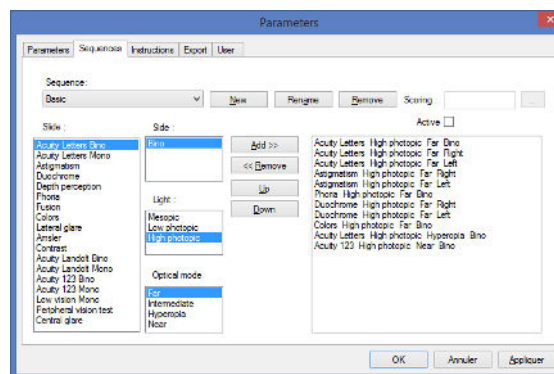 Parameters
Parameters Sequences Instructions Export User
Sequence:
Basic New Rename Remove Scoring :
Active
Slide :
Acuity Letters Bino
Acuity Letters Mono
Astigmatism
Duochrome
Depth perception
Phoria
Fusion
Colors
Lateral glare
Amsler
Contrast
Acuity Landolt Bino
Acuity Landolt Mono
Acuity 123 Bino
Acuity 123 Mono
Low vision Mono
Peripheral vision test
Central glare
Side :
Bino
Light :
Mesopic
Low photopic
High photopic
Optical mode
Far
Intermediate
Hyperopia
Near
Add >>
<< Remove
Up
Down
Acuity Letters High photopic Far Bino
Acuity Letters High photopic Far Right
Acuity Letters High photopic Far Left
Astigmatism High photopic Far Right
Astigmatism High photopic Far Left
Phoria High photopic Far Bino
Duochrome High photopic Far Right
Duochrome High photopic Far Left
Colors High photopic Far Bino
Acuity Letters High photopic Hyperopia Bino
Acuity 123 High photopic Near Bino
OK Annuler Appliquer